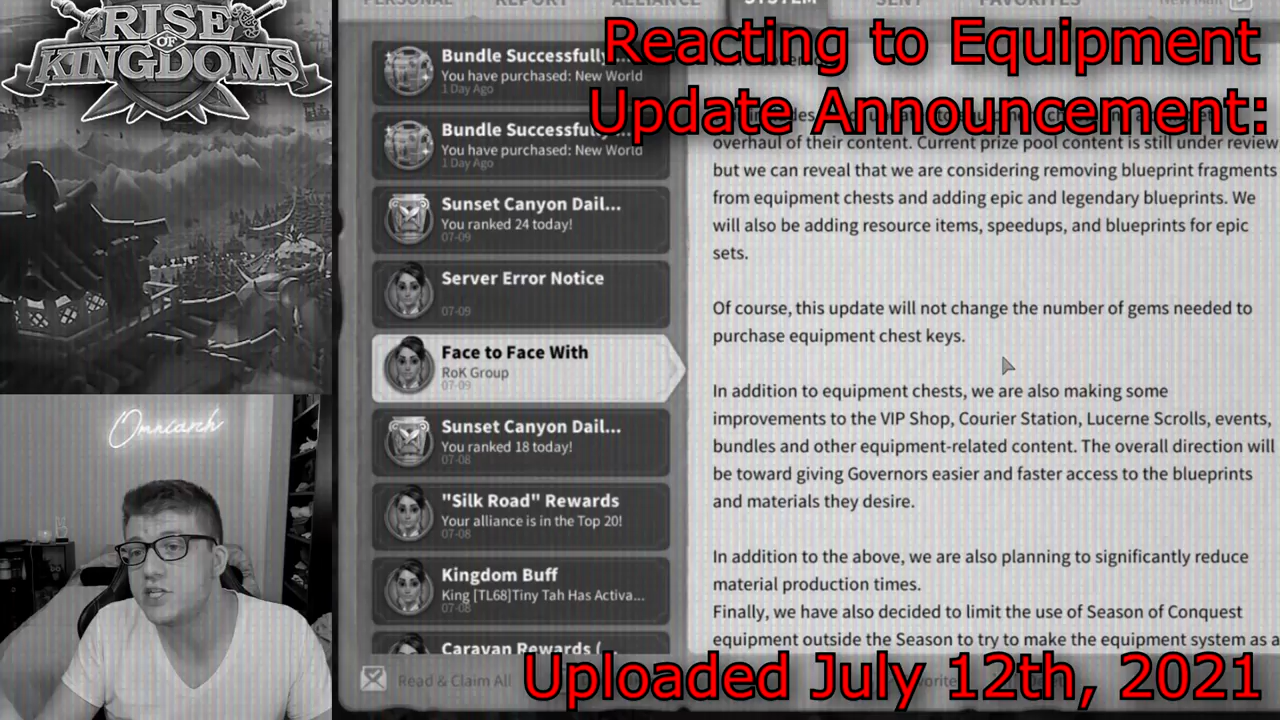 RISE
OF
KINGDOMS
Omniarch
PERSONAL REPORT ALLIANCE SYSTEM SENT FAVORITES New Mail
Reacting to Equipment
Update Announcement:
Bundle Successfully...
You have purchased: New World
1 Day Ago
Bundle Successfully...
You have purchased: New World
1 Day Ago
Sunset Canyon Dail...
You ranked 24 today!
07-09
Server Error Notice
07-09
Face to Face With
RoK Group
07-09
Sunset Canyon Dail...
You ranked 18 today!
07-08
"Silk Road" Rewards
Your alliance is in the Top 20!
07-08
Kingdom Buff
King [TL68]Tiny Tah Has Activa...
07-08
Caravan Rewards (...
Read & Claim All
overhaul of their content. Current prize pool content is still under review
but we can reveal that we are considering removing blueprint fragments
from equipment chests and adding epic and legendary blueprints. We
will also be adding resource items, speedups, and blueprints for epic
sets.
Of course, this update will not change the number of gems needed to
purchase equipment chest keys.
In addition to equipment chests, we are also making some
improvements to the VIP Shop, Courier Station, Lucerne Scrolls, events,
bundles and other equipment-related content. The overall direction will
be toward giving Governors easier and faster access to the blueprints
and materials they desire.
In addition to the above, we are also planning to significantly reduce
material production times.
Finally, we have also decided to limit the use of Season of Conquest
equipment outside the Season to try to make the equipment system as a
Uploaded July 12th, 2021